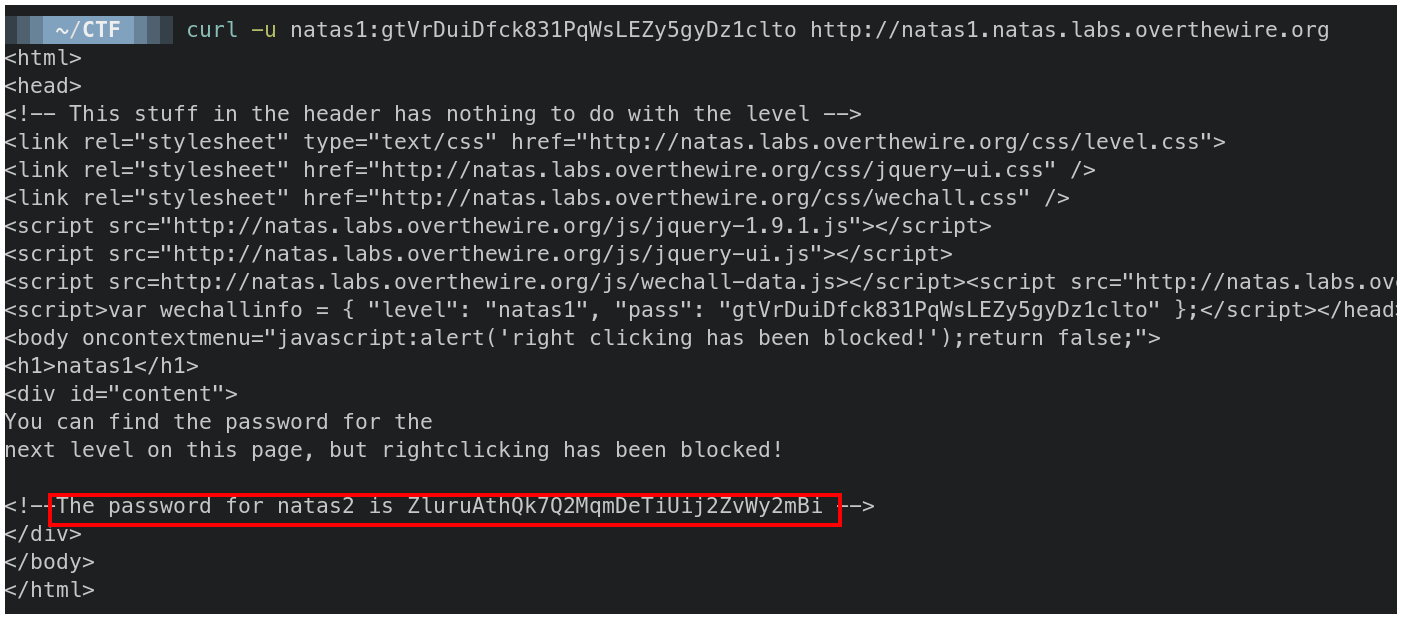 ~/CTF curl -u natas1:gtVrDuiDfck831PqWsLEZy5gyDz1clto http://natas1.natas.labs.overthewire.org
<html>
<head>
<!-- This stuff in the header has nothing to do with the level -->
<link rel="stylesheet" type="text/css" href="http://natas.labs.overthewire.org/css/level.css">
<link rel="stylesheet" href="http://natas.labs.overthewire.org/css/jquery-ui.css" />
<link rel="stylesheet" href="http://natas.labs.overthewire.org/css/wechall.css" />
<script src="http://natas.labs.overthewire.org/js/jquery-1.9.1.js"></script>
<script src="http://natas.labs.overthewire.org/js/jquery-ui.js"></script>
<script src=http://natas.labs.overthewire.org/js/wechall-data.js></script><script src="http://natas.labs.ov
<script>var wechallinfo = { "level": "natas1", "pass": "gtVrDuiDfck831PqWsLEZy5gyDz1clto" };</script></head>
<body oncontextmenu="javascript:alert('right clicking has been blocked!');return false;">
<h1>natas1</h1>
<div id="content">
You can find the password for the
next level on this page, but rightclicking has been blocked!
<!--The password for natas2 is ZluruAthQk7Q2MqmDeTiUij2ZvWy2mBi -->
</div>
</body>
</html>